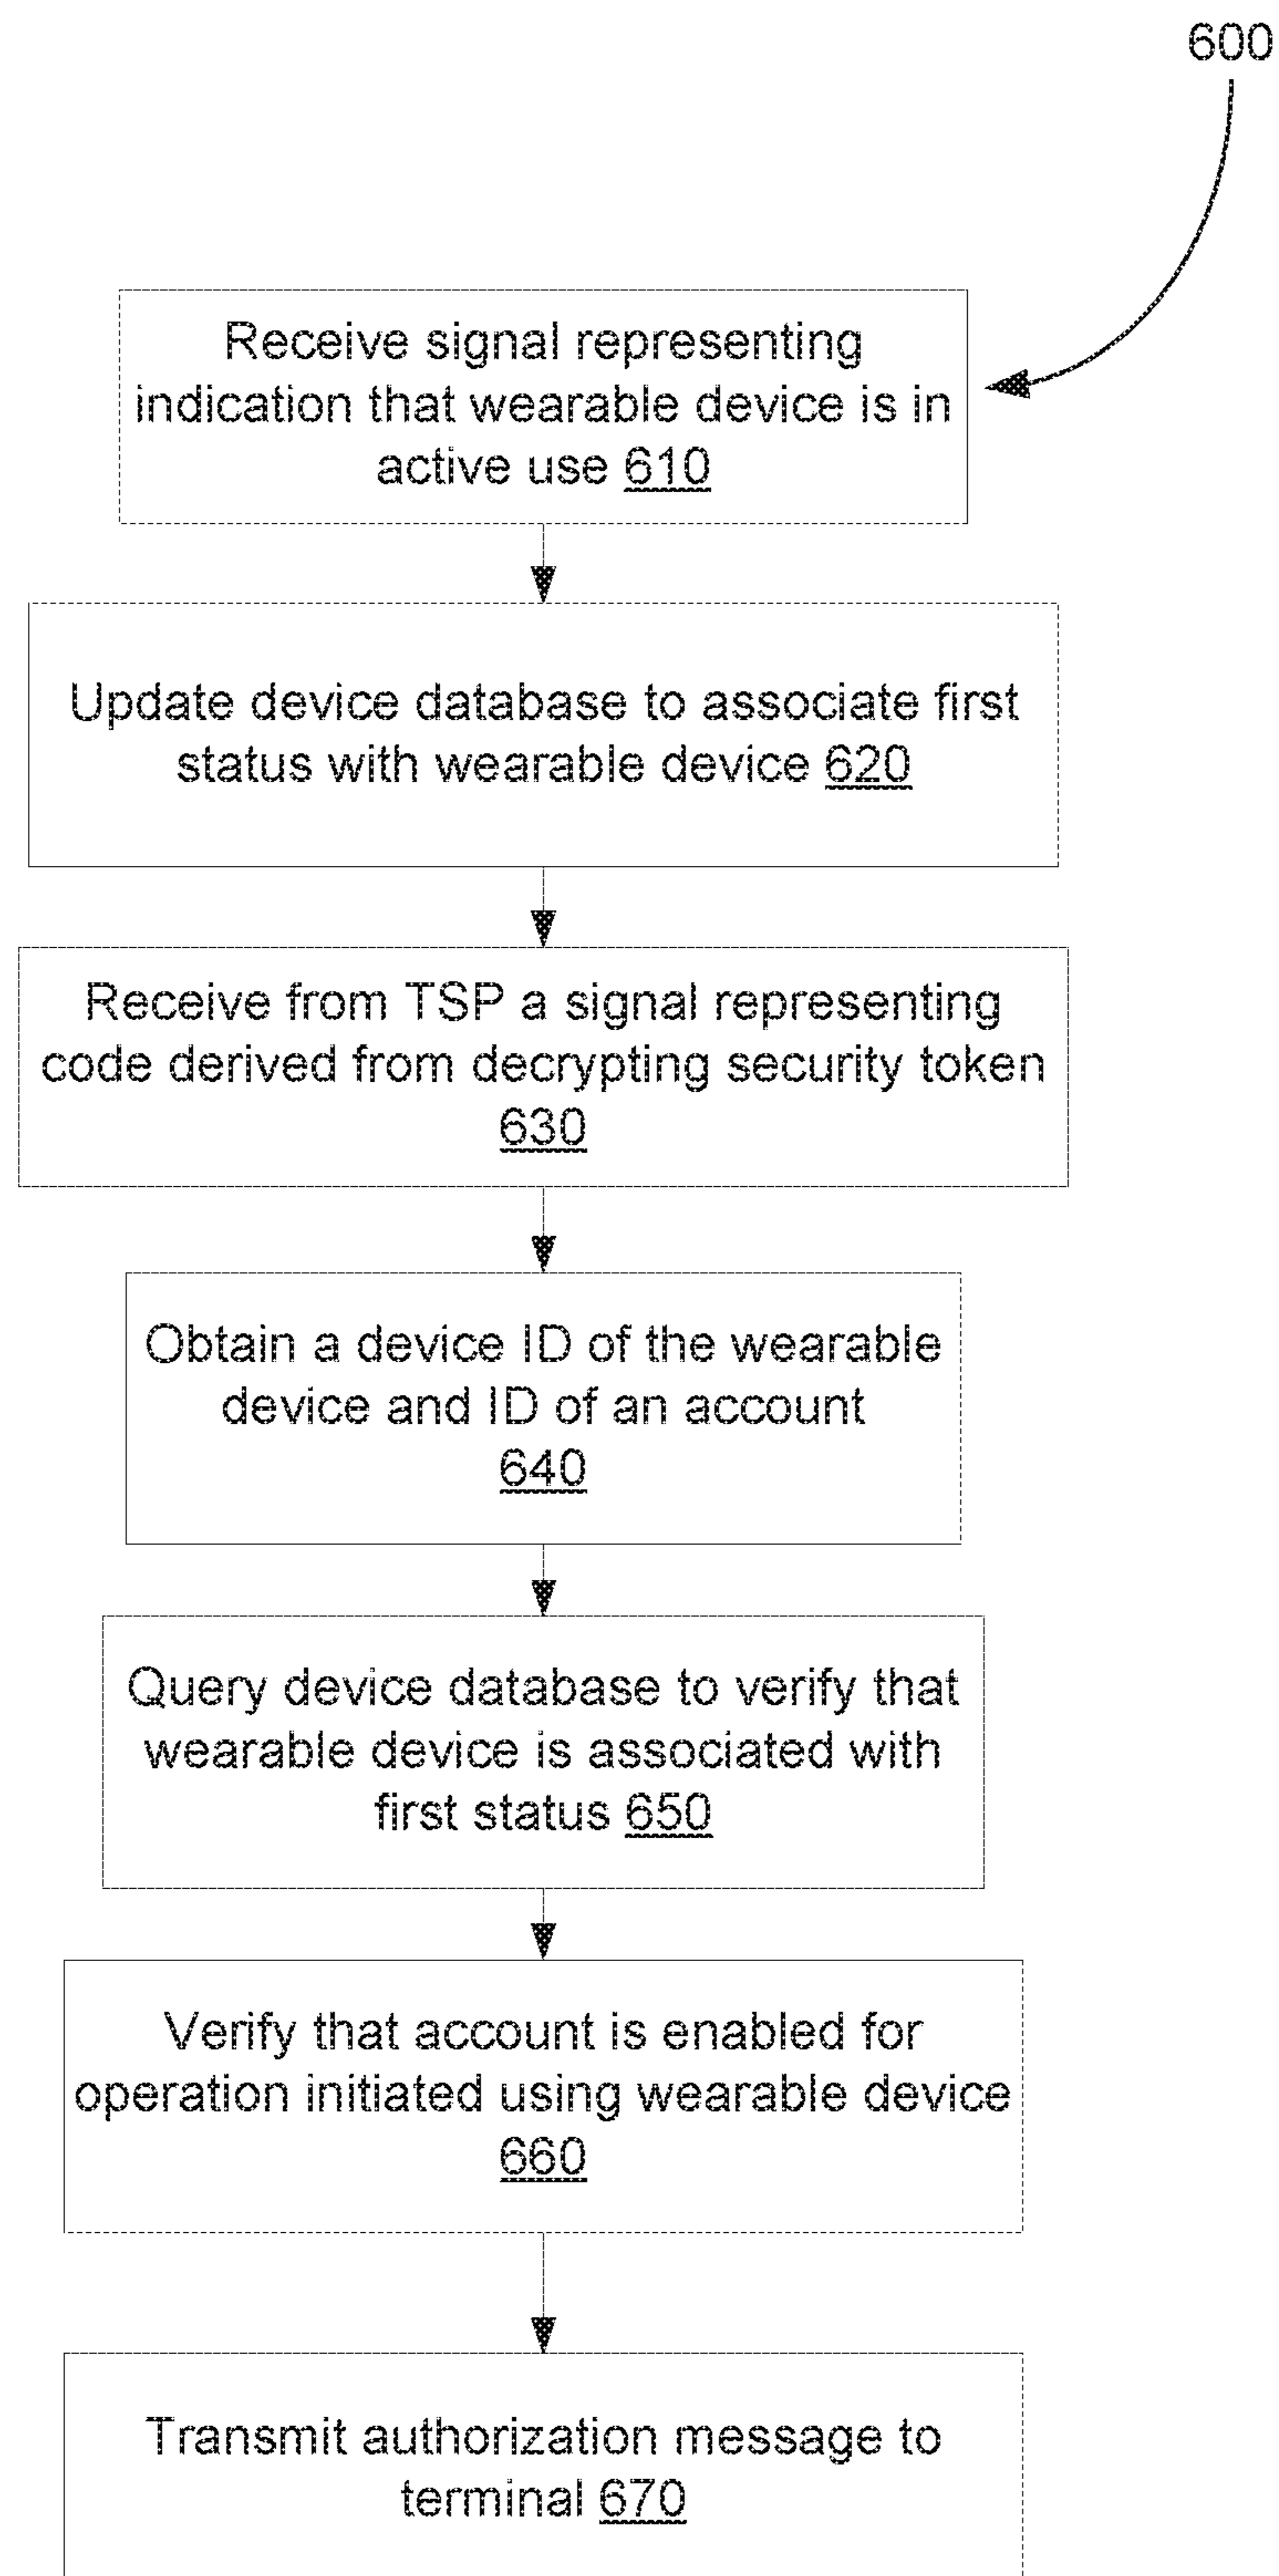 600
Receive signal representing
indication that wearable device is in
active use 610
Update device database to associate first
status with wearable device 620
Receive from TSP a signal representing
code derived from decrypting security token
630
Obtain a device ID of the wearable
device and ID of an account
640
Query device database to verify that
wearable device is associated with
first status 650
Verify that account is enabled for
operation initiated using wearable device
660
Transmit authorization message to
terminal 670